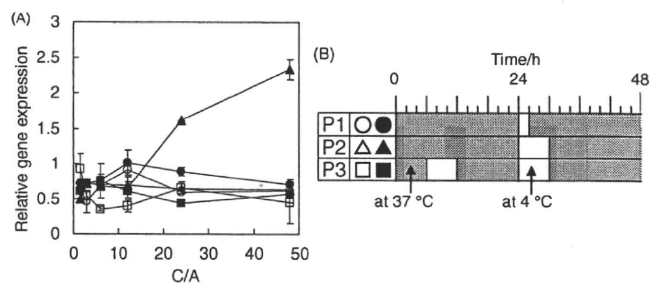 (A)
Relative gene expression
3
2.5
2
1.5
1
0.5
0
0 10 20 30 40 50
C/A
(B)
Time/h
0 24 48
P1
P2
P3
at 37 °C
at 4 °C